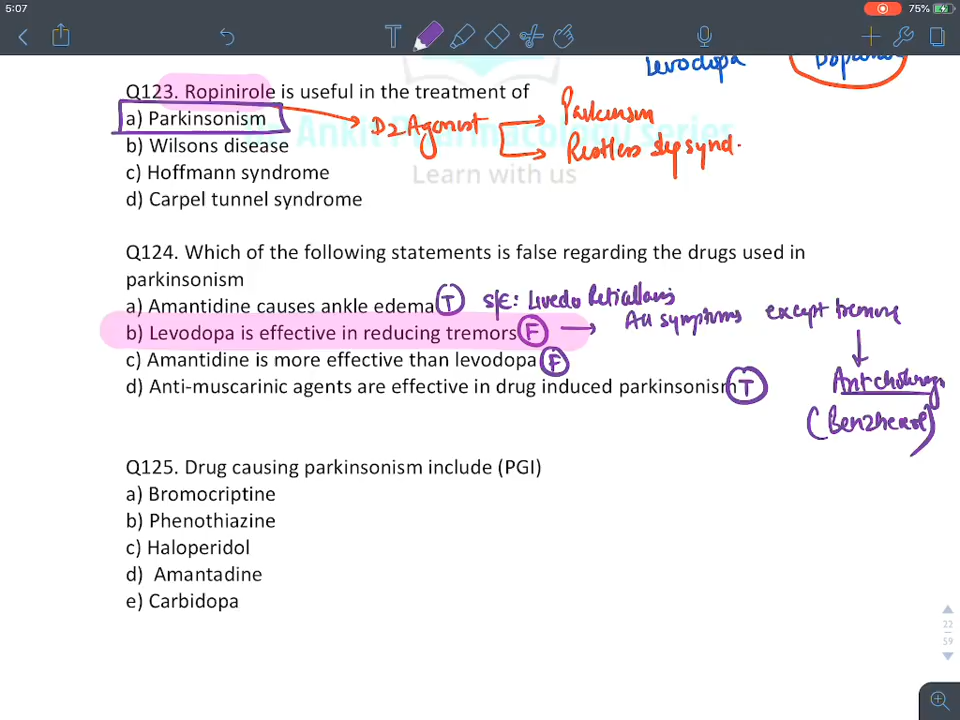 5:07
75%
Levodopa
Q123. Ropinirole is useful in the treatment of
a) Parkinsonism
D2 Agonist
Parkinsm
Restless slep synd.
b) Wilsons disease
c) Hoffmann syndrome
Learn with us
d) Carpel tunnel syndrome
Q124. Which of the following statements is false regarding the drugs used in
parkinsonism
a) Amantidine causes ankle edema T S/E: Livedo Reticularis
b) Levodopa is effective in reducing tremors F All symptoms except tremors
c) Amantidine is more effective than levodopa F
d) Anti-muscarinic agents are effective in drug induced parkinsonism T
(Benzhexol)
Q125. Drug causing parkinsonism include (PGI)
a) Bromocriptine
b) Phenothiazine
c) Haloperidol
d) Amantadine
e) Carbidopa
22
59